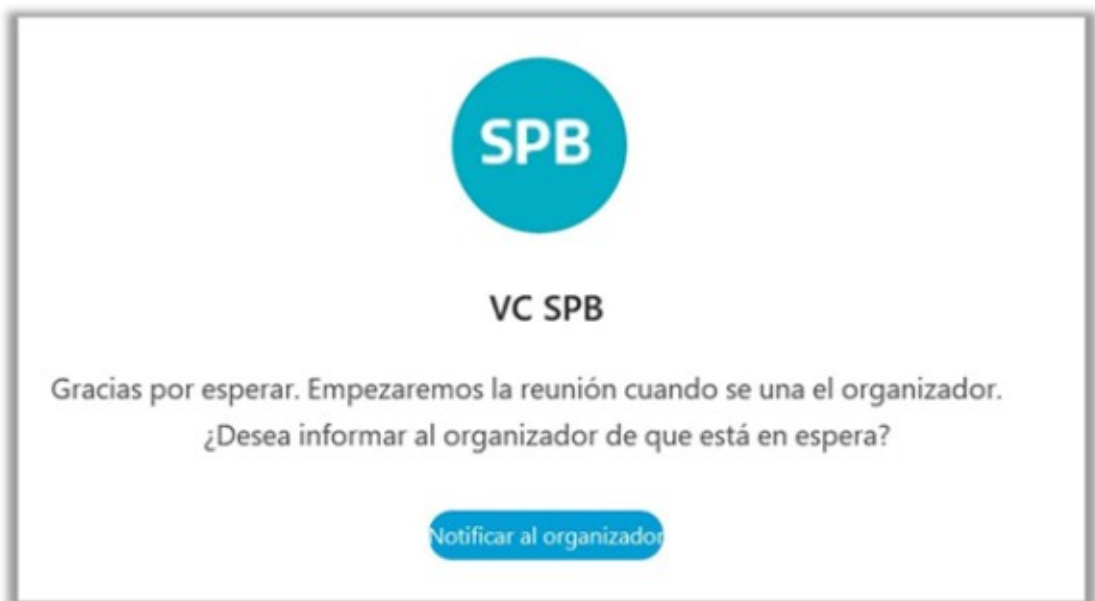 SPB
VC SPB
Gracias por esperar. Empezaremos la reunión cuando se una el organizador.
¿Desea informar al organizador de que está en espera?
Notificar al organizador